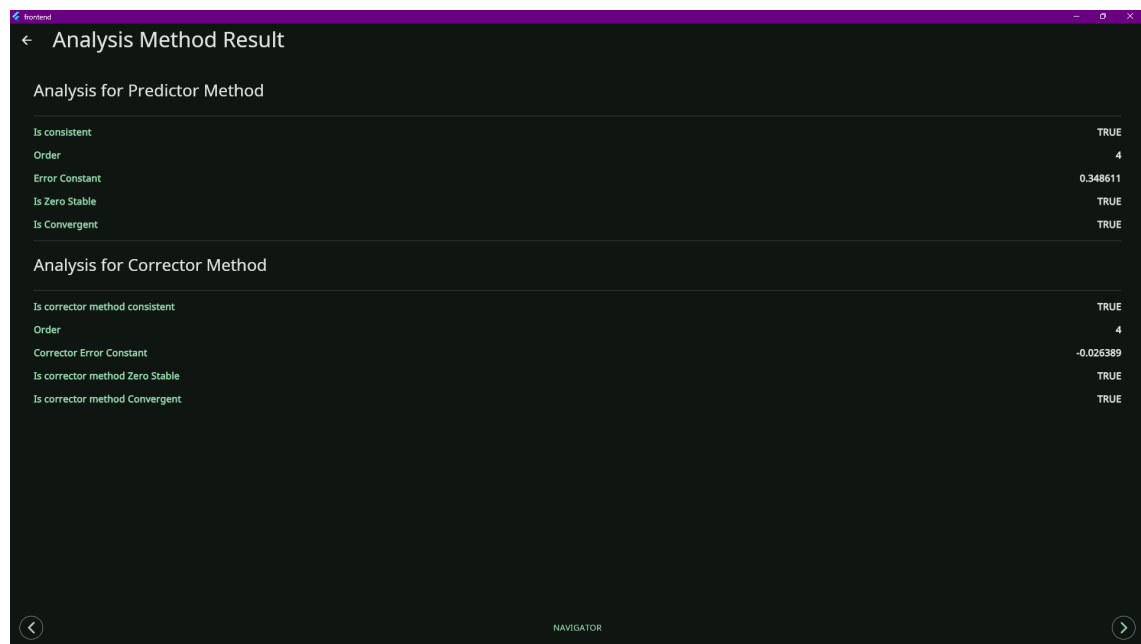 frontend
Analysis Method Result
Analysis for Predictor Method
Is consistent TRUE
Order 4
Error Constant 0.348611
Is Zero Stable TRUE
Is Convergent TRUE
Analysis for Corrector Method
Is corrector method consistent TRUE
Order 4
Corrector Error Constant -0.026389
Is corrector method Zero Stable TRUE
Is corrector method Convergent TRUE
NAVIGATOR